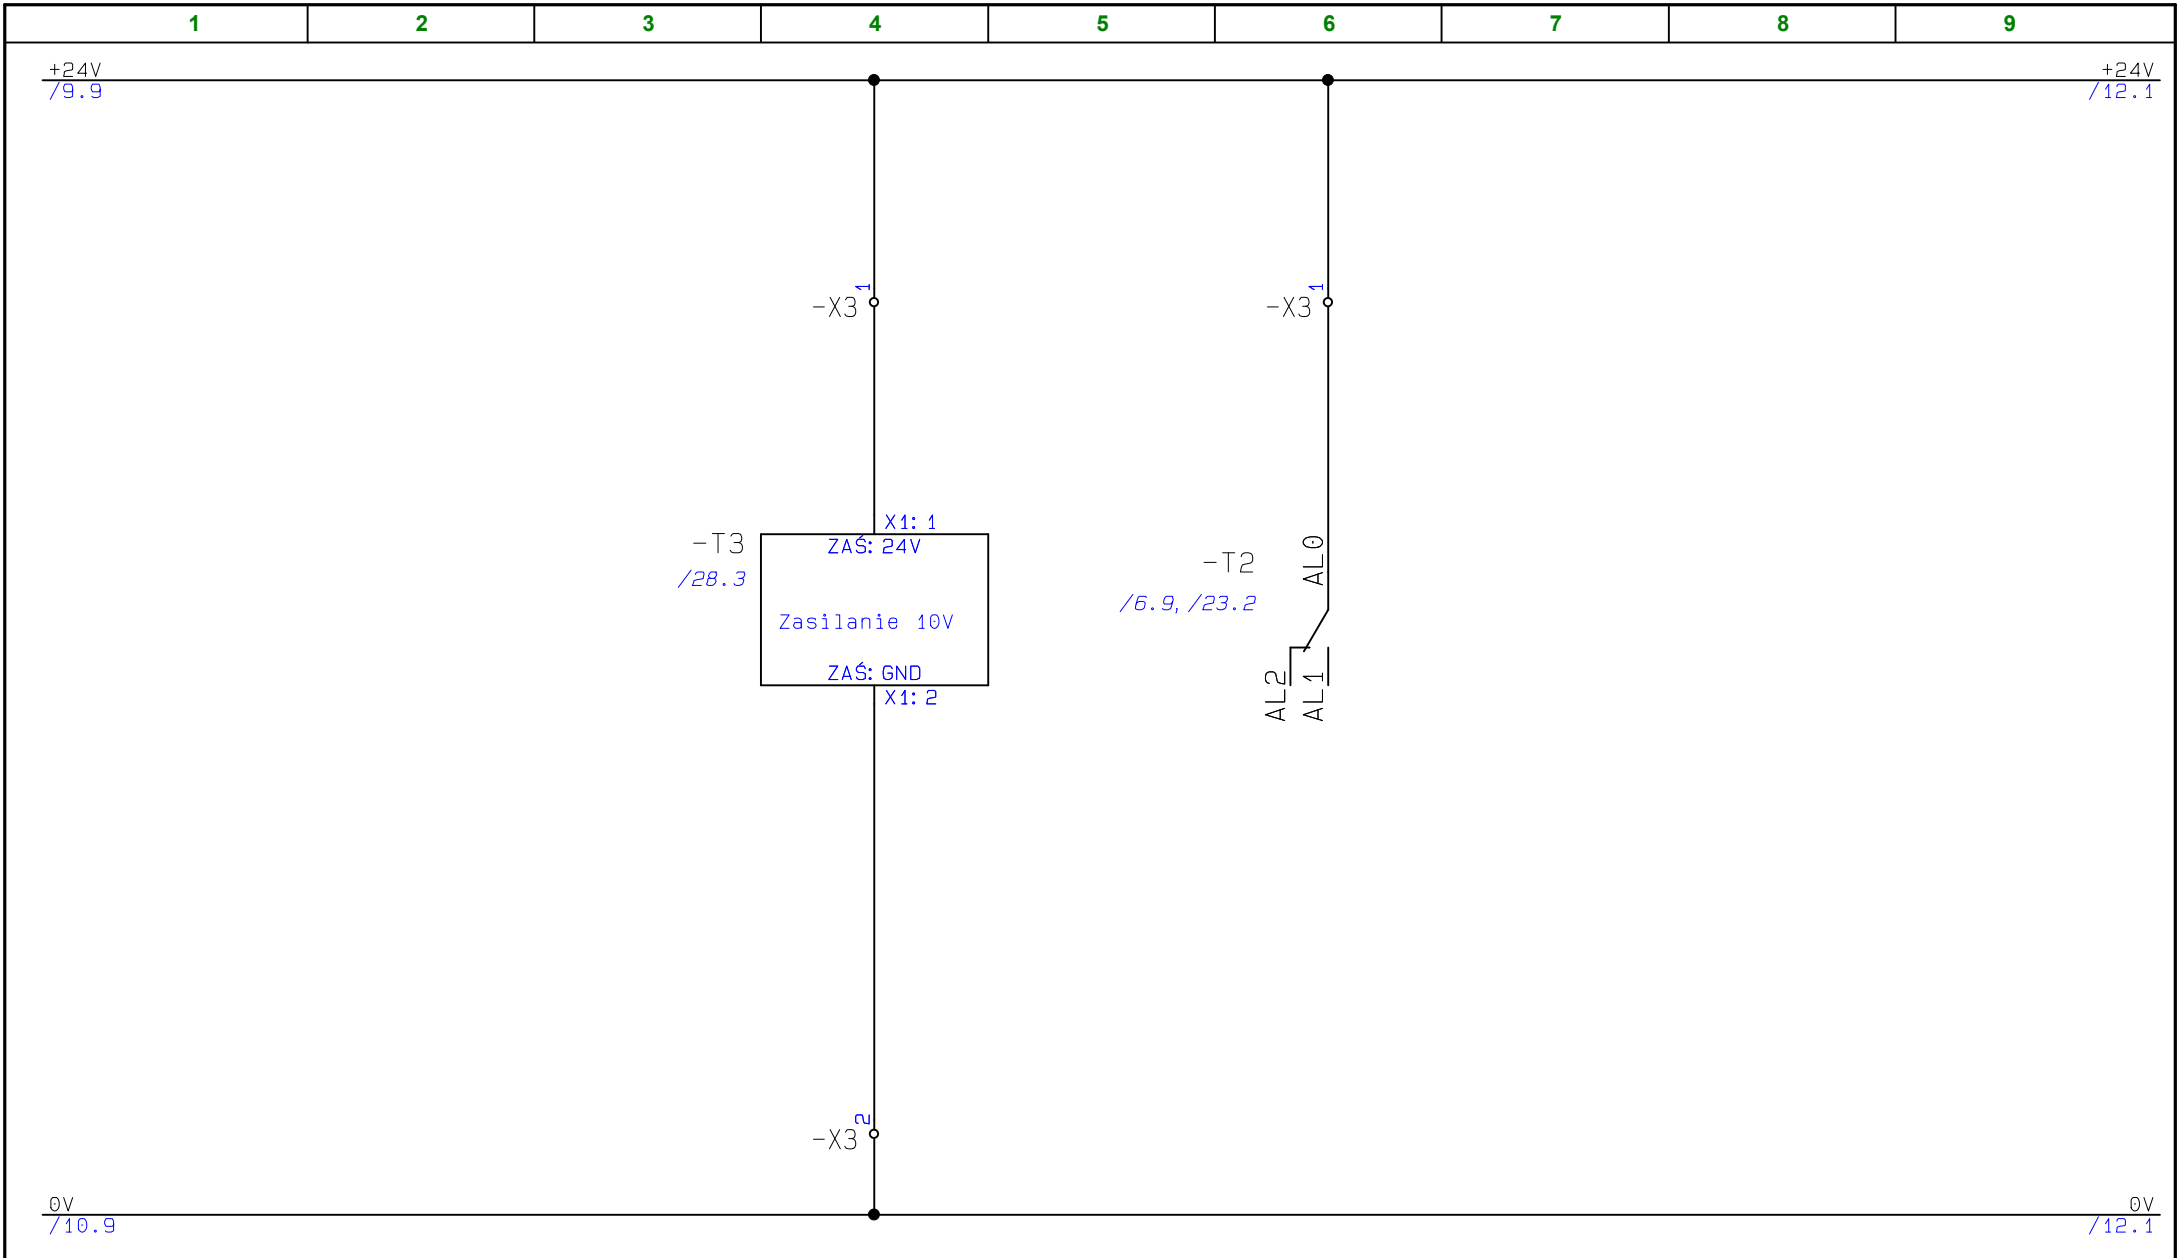 1 2 3 4 5 6 7 8 9
+24V +24V
/9.9 /12.1
1 1
-X3 -X3
X1: 1
-T3 ZAŚ: 24V AL0
-T2
/28.3
/6.9, /23.2
Zasilanie 10V
ZAŚ: GND
X1: 2 AL2 AL1
2
-X3
0V 0V
/10.9 /12.1